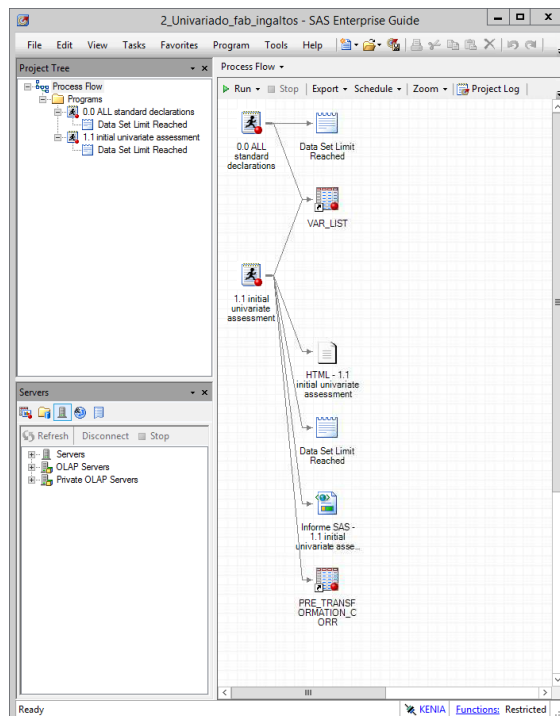 2_Univariado_fab_ingaltos - SAS Enterprise Guide
File Edit View Tasks Favorites Program Tools Help
Project Tree
Process Flow
Programs
0.0 ALL standard declarations
Data Set Limit Reached
1.1 initial univariate assessment
Data Set Limit Reached
Servers
Refresh Disconnect Stop
Servers
OLAP Servers
Private OLAP Servers
Process Flow
Run Stop Export Schedule Zoom Project Log
0.0 ALL
standard
declarations
Data Set Limit
Reached
VAR_LIST
1.1 initial
univariate
assessment
HTML - 1.1
initial univariate
assessment
Data Set Limit
Reached
Informe SAS -
1.1 initial
univariate asse...
PRE_TRANSF
ORMATION_C
ORR
Ready
KENIA Functions: Restricted